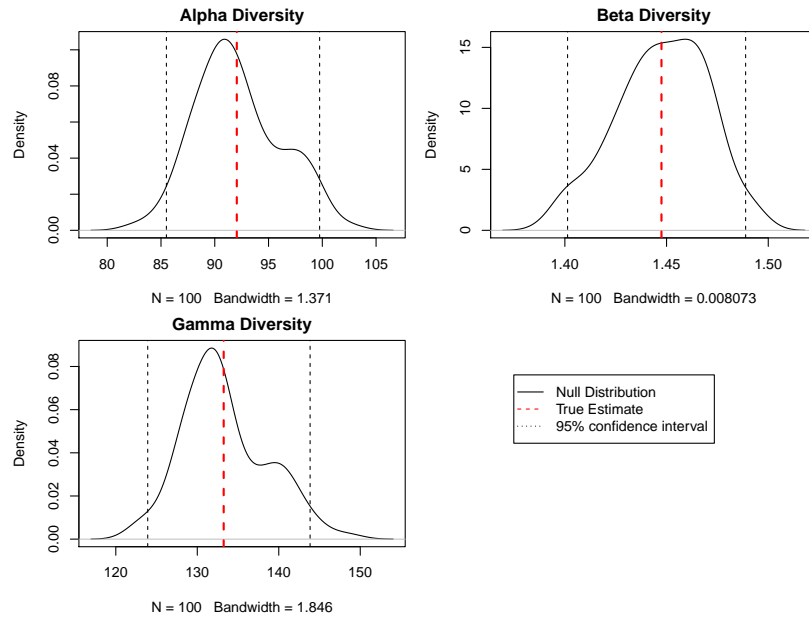 Alpha Diversity
Density
0.00 0.04 0.08
80 85 90 95 100 105
N = 100 Bandwidth = 1.371
Beta Diversity
Density
0 5 10 15
1.40 1.45 1.50
N = 100 Bandwidth = 0.008073
Gamma Diversity
Density
0.00 0.02 0.04 0.06 0.08
120 130 140 150
N = 100 Bandwidth = 1.846
Null Distribution
True Estimate
95% confidence interval